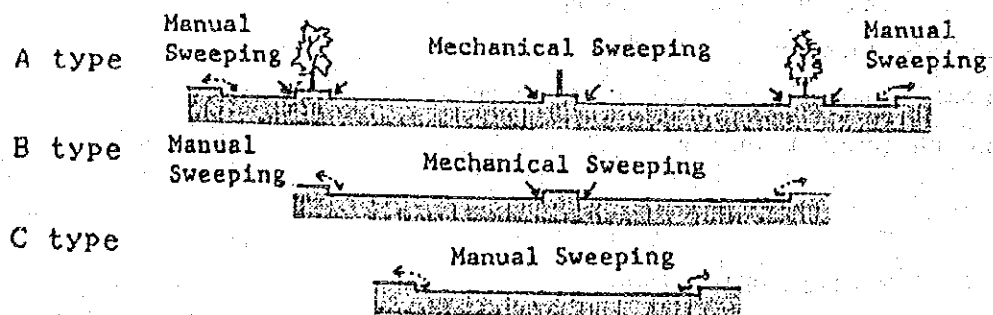 Manual
Sweeping
Mechanical Sweeping
Manual
Sweeping
A type
B type
Manual
Sweeping
Mechanical Sweeping
C type
Manual Sweeping